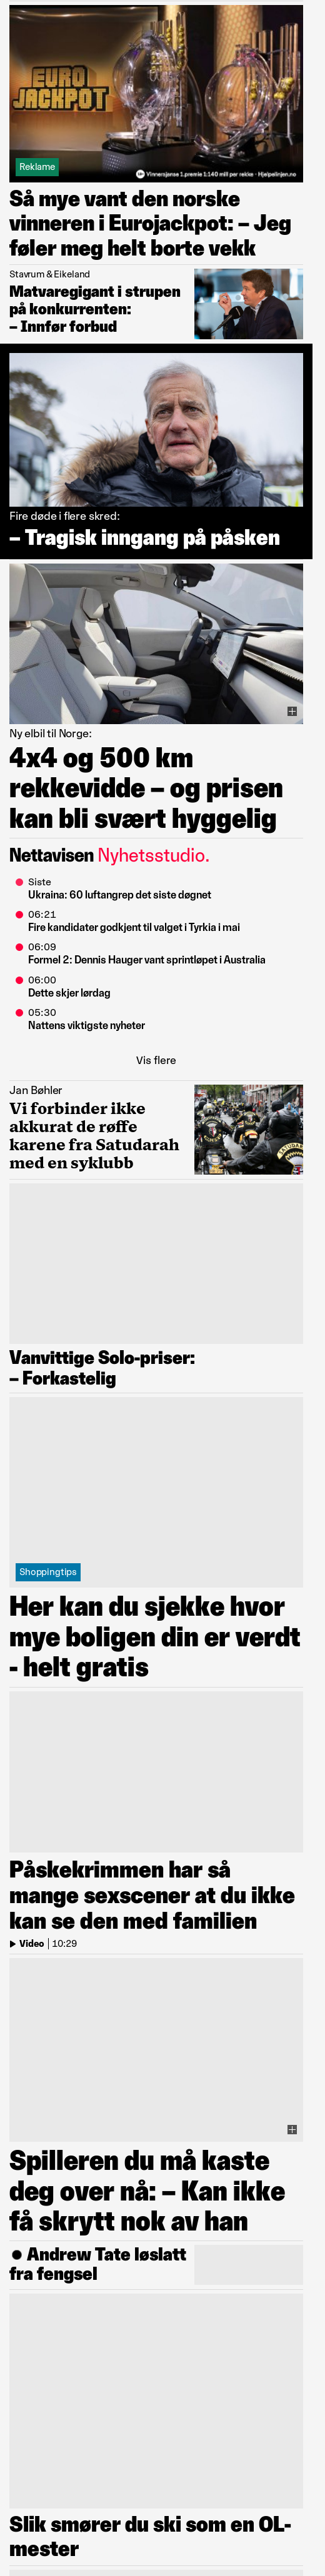 EURO
JACKPOT
Reklame
Vinnersjanse 1.premie 1:140 mill per rekke - Hjelpelinjen.no
Så mye vant den norske
vinneren i Eurojackpot: – Jeg
føler meg helt borte vekk
Stavrum & Eikeland
Matvaregigant i strupen
på konkurrenten:
– Innfør forbud
Fire døde i flere skred:
– Tragisk inngang på påsken
Ny elbil til Norge:
4x4 og 500 km
rekkevidde – og prisen
kan bli svært hyggelig
Nettavisen Nyhetsstudio.
Siste
Ukraina: 60 luftangrep det siste døgnet
06:21
Fire kandidater godkjent til valget i Tyrkia i mai
06:09
Formel 2: Dennis Hauger vant sprintløpet i Australia
06:00
Dette skjer lørdag
05:30
Nattens viktigste nyheter
Vis flere
Jan Bøhler
Vi forbinder ikke
akkurat de røffe
karene fra Satudarah
med en syklubb
Vanvittige Solo-priser:
– Forkastelig
Shoppingtips
Her kan du sjekke hvor
mye boligen din er verdt
- helt gratis
Påskekrimmen har så
mange sexscener at du ikke
kan se den med familien
Video | 10:29
Spilleren du må kaste
deg over nå: – Kan ikke
få skrytt nok av han
Andrew Tate løslatt
fra fengsel
Slik smører du ski som en OL-
mester